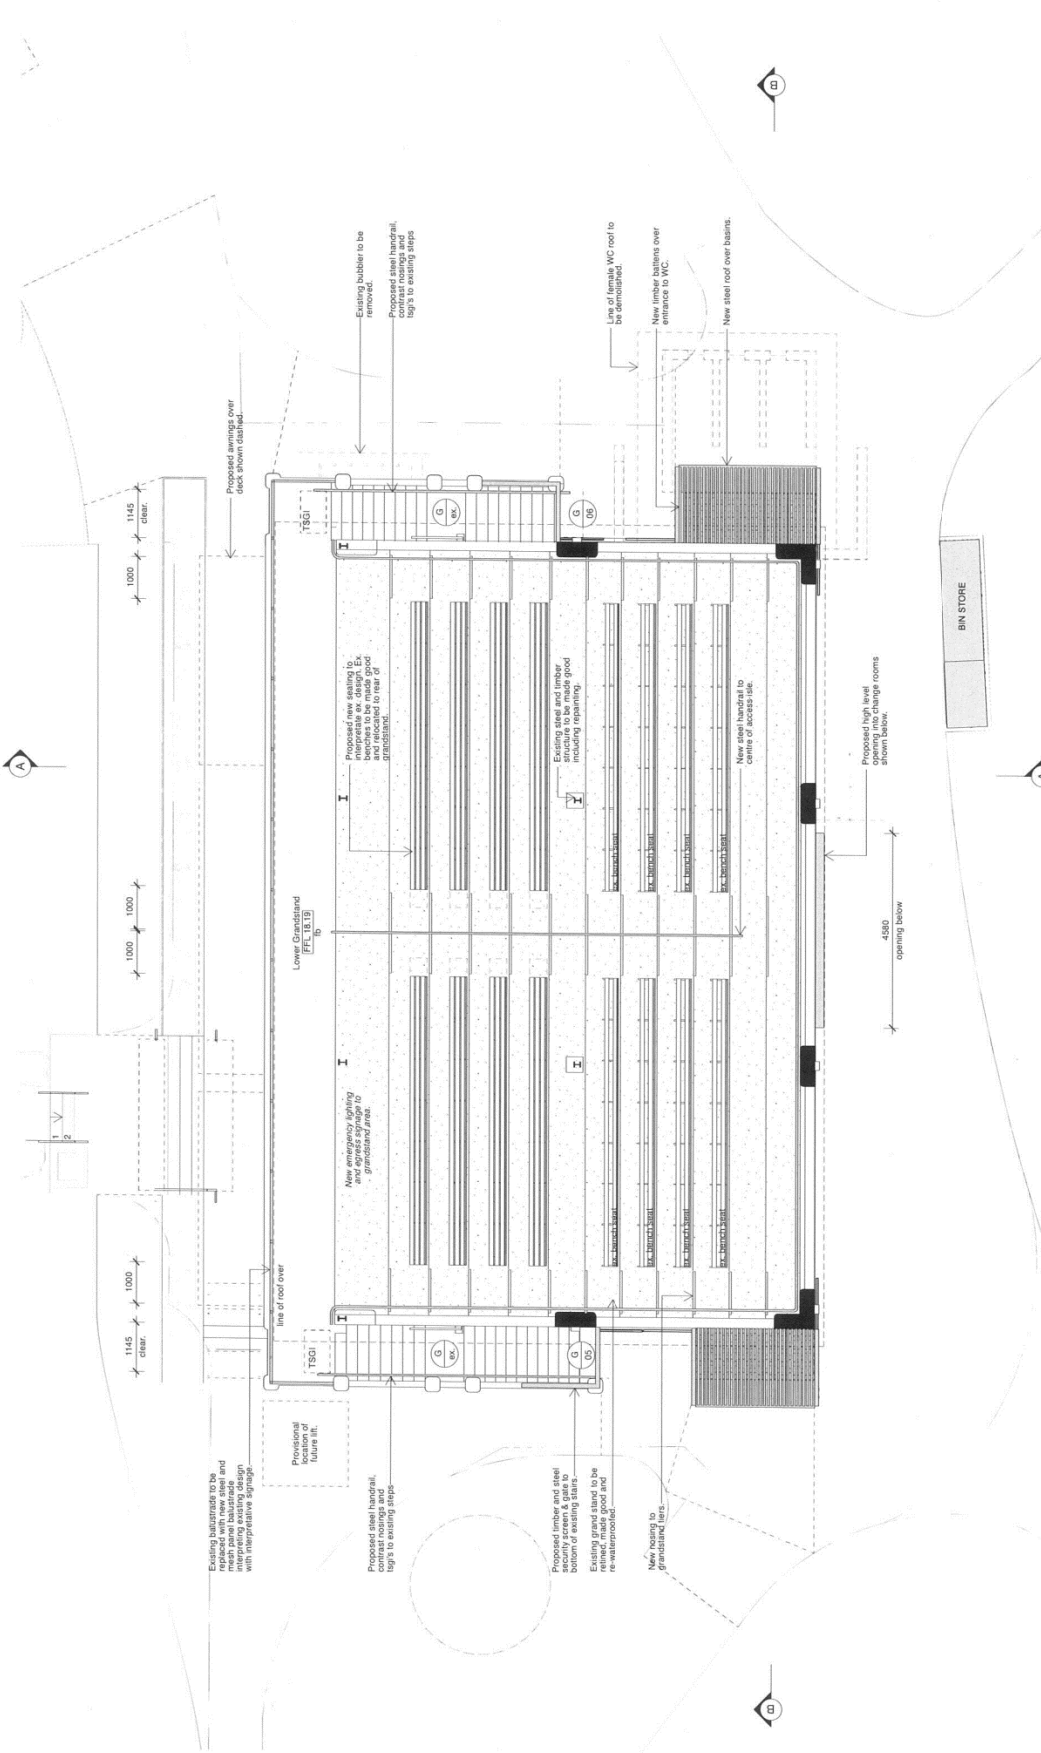 Existing balustrade to be
replaced with new steel and
mesh panel balustrade
interpreting existing design
with interpretative signage.
Proposed steel handrail,
contrast nosings and
tsgi's to existing steps
Proposed timber and steel
security screen & gate to
bottom of existing stairs.
Existing grand stand to be
retined, made good and
re-waterproofed.
New nosing to
grandstand tiers.
Provisional
location of
future lift.
1145
clear.
1000
1000
1000
1000
1145
clear.
1
2
A
line of roof over
TSGI
G
ex.
G
05
New emergency lighting
and egress signage to
grandstand area.
Lower Grandstand
FFL 18.19
fb
Proposed new seating to
interpretate ex. design. Ex.
benches to be made good
and relocated to rear of
grandstand.
Existing steel and timber
structure to be made good
including repainting.
New steel handrail to
centre of access isle.
ex. bench seat
ex. bench seat
ex. bench seat
ex. bench seat
ex. bench seat
ex. bench seat
ex. bench seat
ex. bench seat
4580
opening below
Proposed high level
opening into change rooms
shown below.
Proposed awnings over
deck shown dashed.
TSGI
G
ex.
G
06
Existing bubbler to be
removed.
Proposed steel handrail,
contrast nosings and
tsgi's to existing steps
Line of female WC roof to
be demolished.
New timber battens over
entrance to WC.
New steel roof over basins.
BIN STORE
B
B